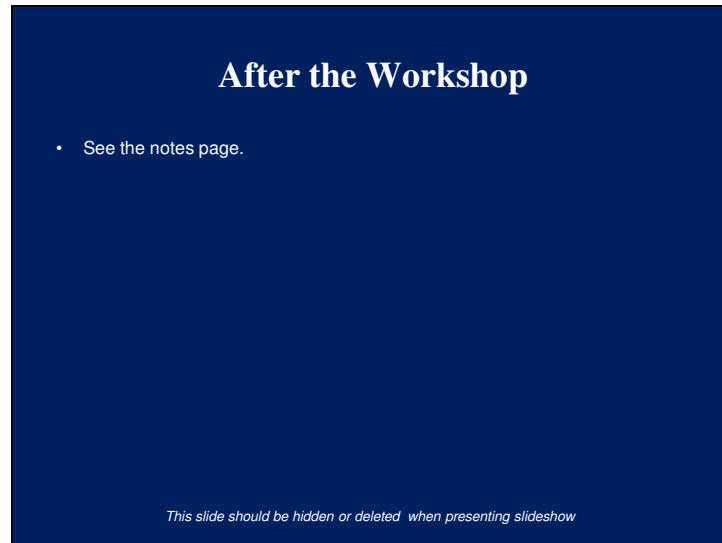 After the Workshop
• See the notes page.
This slide should be hidden or deleted when presenting slideshow